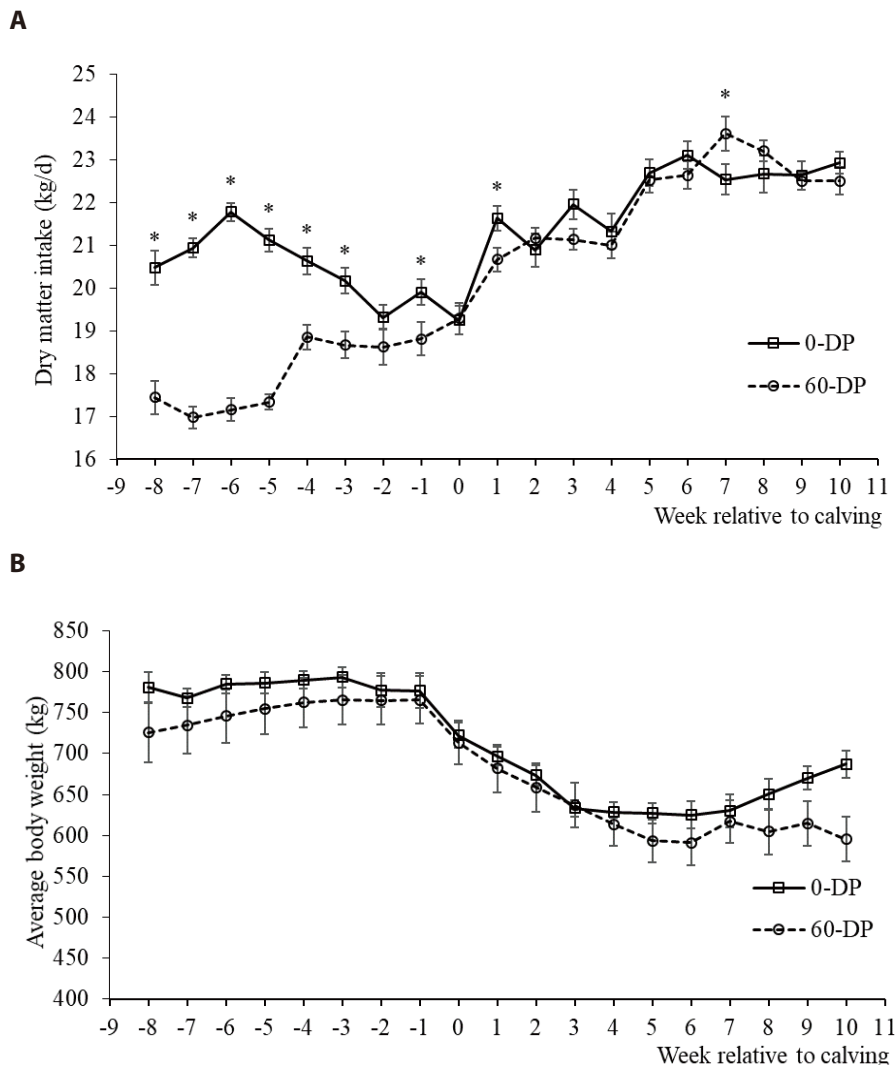 A
25
24
23
22
21
20
19
18
17
16
Dry matter intake (kg/d)
* * * * * * * * *
0-DP
60-DP
-9 -8 -7 -6 -5 -4 -3 -2 -1 0 1 2 3 4 5 6 7 8 9 10 11
Week relative to calving
B
850
800
750
700
650
600
550
500
450
400
Average body weight (kg)
0-DP
60-DP
-9 -8 -7 -6 -5 -4 -3 -2 -1 0 1 2 3 4 5 6 7 8 9 10 11
Week relative to calving